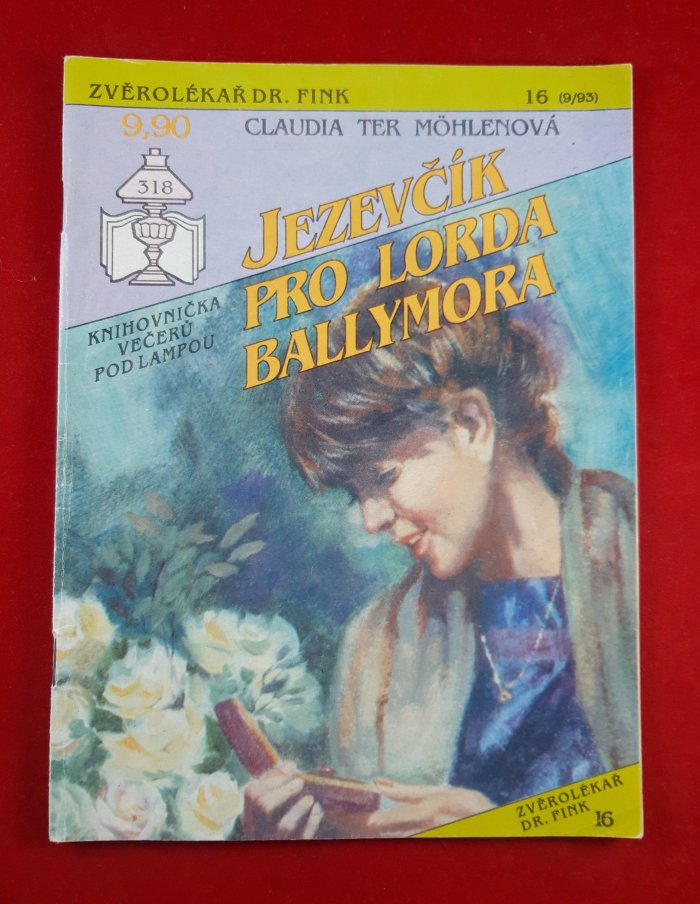 ZVĚROLÉKAŘ DR. FINK 16 (9/93)
9,90 CLAUDIA TER MÖHLENOVÁ
318
JEZEVČÍK
PRO LORDA
BALLYMORA
KNIHOVNIČKA
VEČERŮ
POD LAMPOU
ZVĚROLÉKAŘ
DR. FINK 16